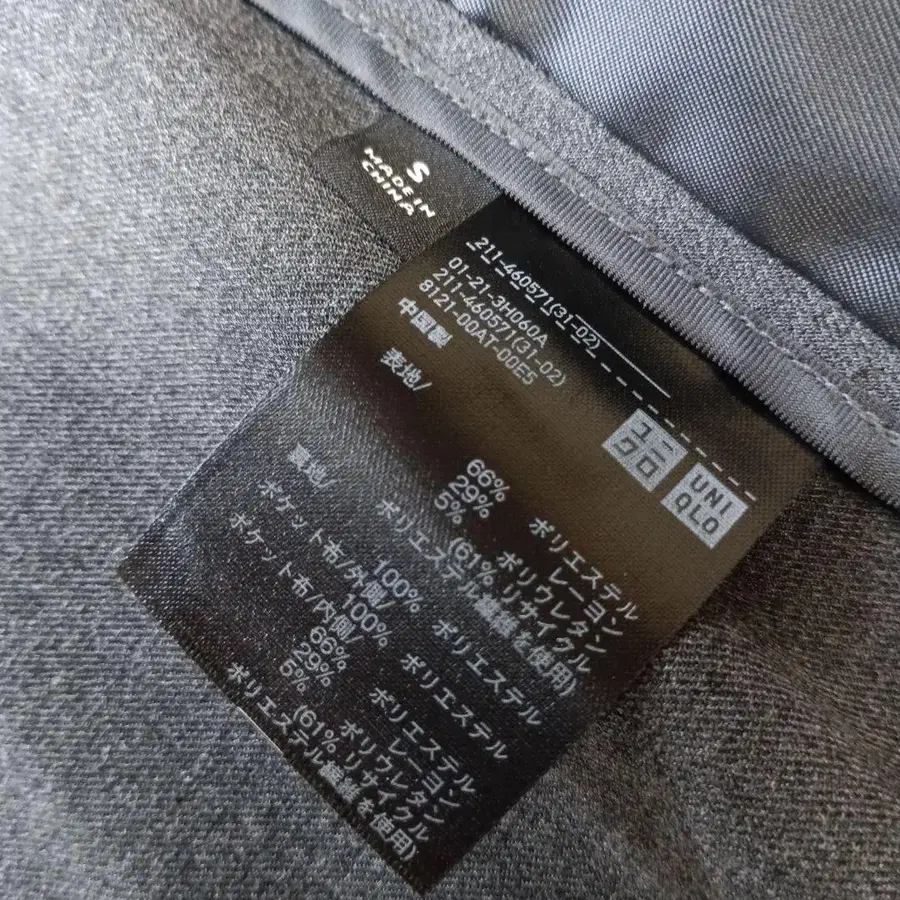 S
MADE IN
CHINA
211-460571(31-02)
01-21-3H060A
211-460571(31-02)
8121-00AT-00E5
中国製
ユニ
クロ
UNI
QLO
表地/
66% ポリエステル
29% レーヨン
5% ポリウレタン
(61%リサイクル
ポリエステル繊維を使用)
裏地/
100% ポリエステル
ポケット布/外側/
100% ポリエステル
ポケット布/内側/
66% ポリエステル
29% レーヨン
5% ポリウレタン
(61%リサイクル
ポリエステル繊維を使用)